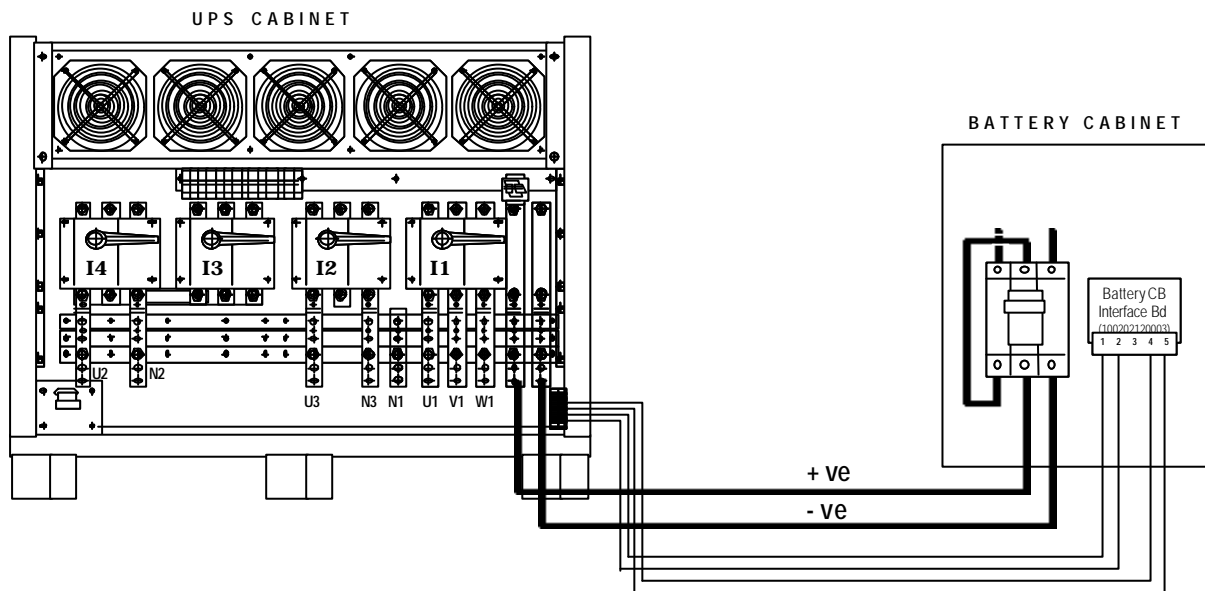 UPS CABINET
BATTERY CABINET
I4
I3
I2
I1
Battery CB
Interface Bd
(100202120003)
1 2 3 4 5
U2
N2
U3
N3
N1
U1
V1
W1
+ ve
- ve